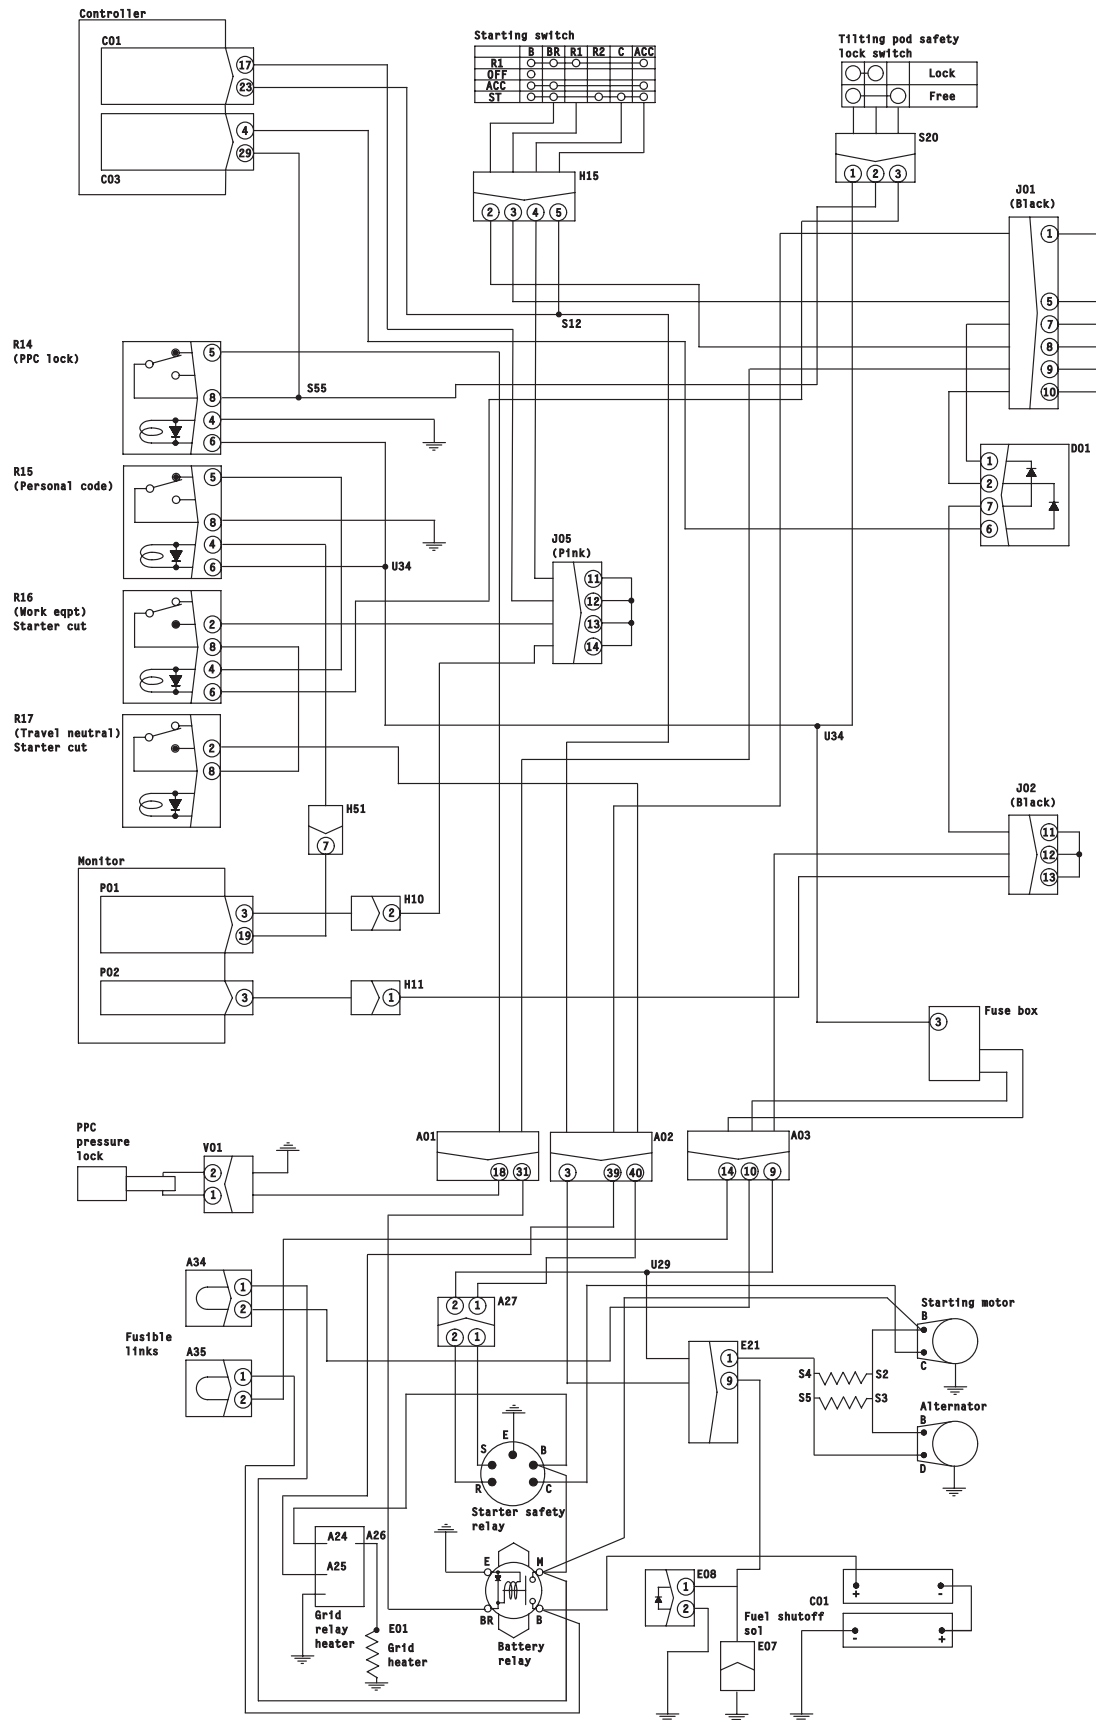 Controller
C01
17
23
4
29
C03
Starting switch
B BR R1 R2 C ACC
R1
OFF
ACC
ST
H15
2 3 4 5
S12
Tilting pod safety
lock switch
Lock
Free
S20
1 2 3
J01
(Black)
1
5
7
8
9
10
R14
(PPC lock)
5
8
4
6
S55
D01
1
2
7
6
R15
(Personal code)
5
8
4
6
U34
J05
(Pink)
11
12
13
14
R16
(Work eqpt)
Starter cut
2
8
4
6
R17
(Travel neutral)
Starter cut
2
8
U34
H51
7
J02
(Black)
11
12
13
Monitor
P01
3
19
H10
2
P02
3
H11
1
Fuse box
3
PPC
pressure
lock
V01
2
1
A01
18 31
A02
3 39 40
A03
14 10 9
U29
A34
1
2
Fusible
links
A35
1
2
A27
2 1
2 1
E21
1
9
Starting motor
B
C
S4 S2
S5 S3
Alternator
B
D
E
S B
R C
Starter safety
relay
A24 A26
A25
Grid
relay
heater
E01
Grid
heater
E M
BR B
Battery
relay
E08
1
2
Fuel shutoff
sol
E07
C01
+ -
- +